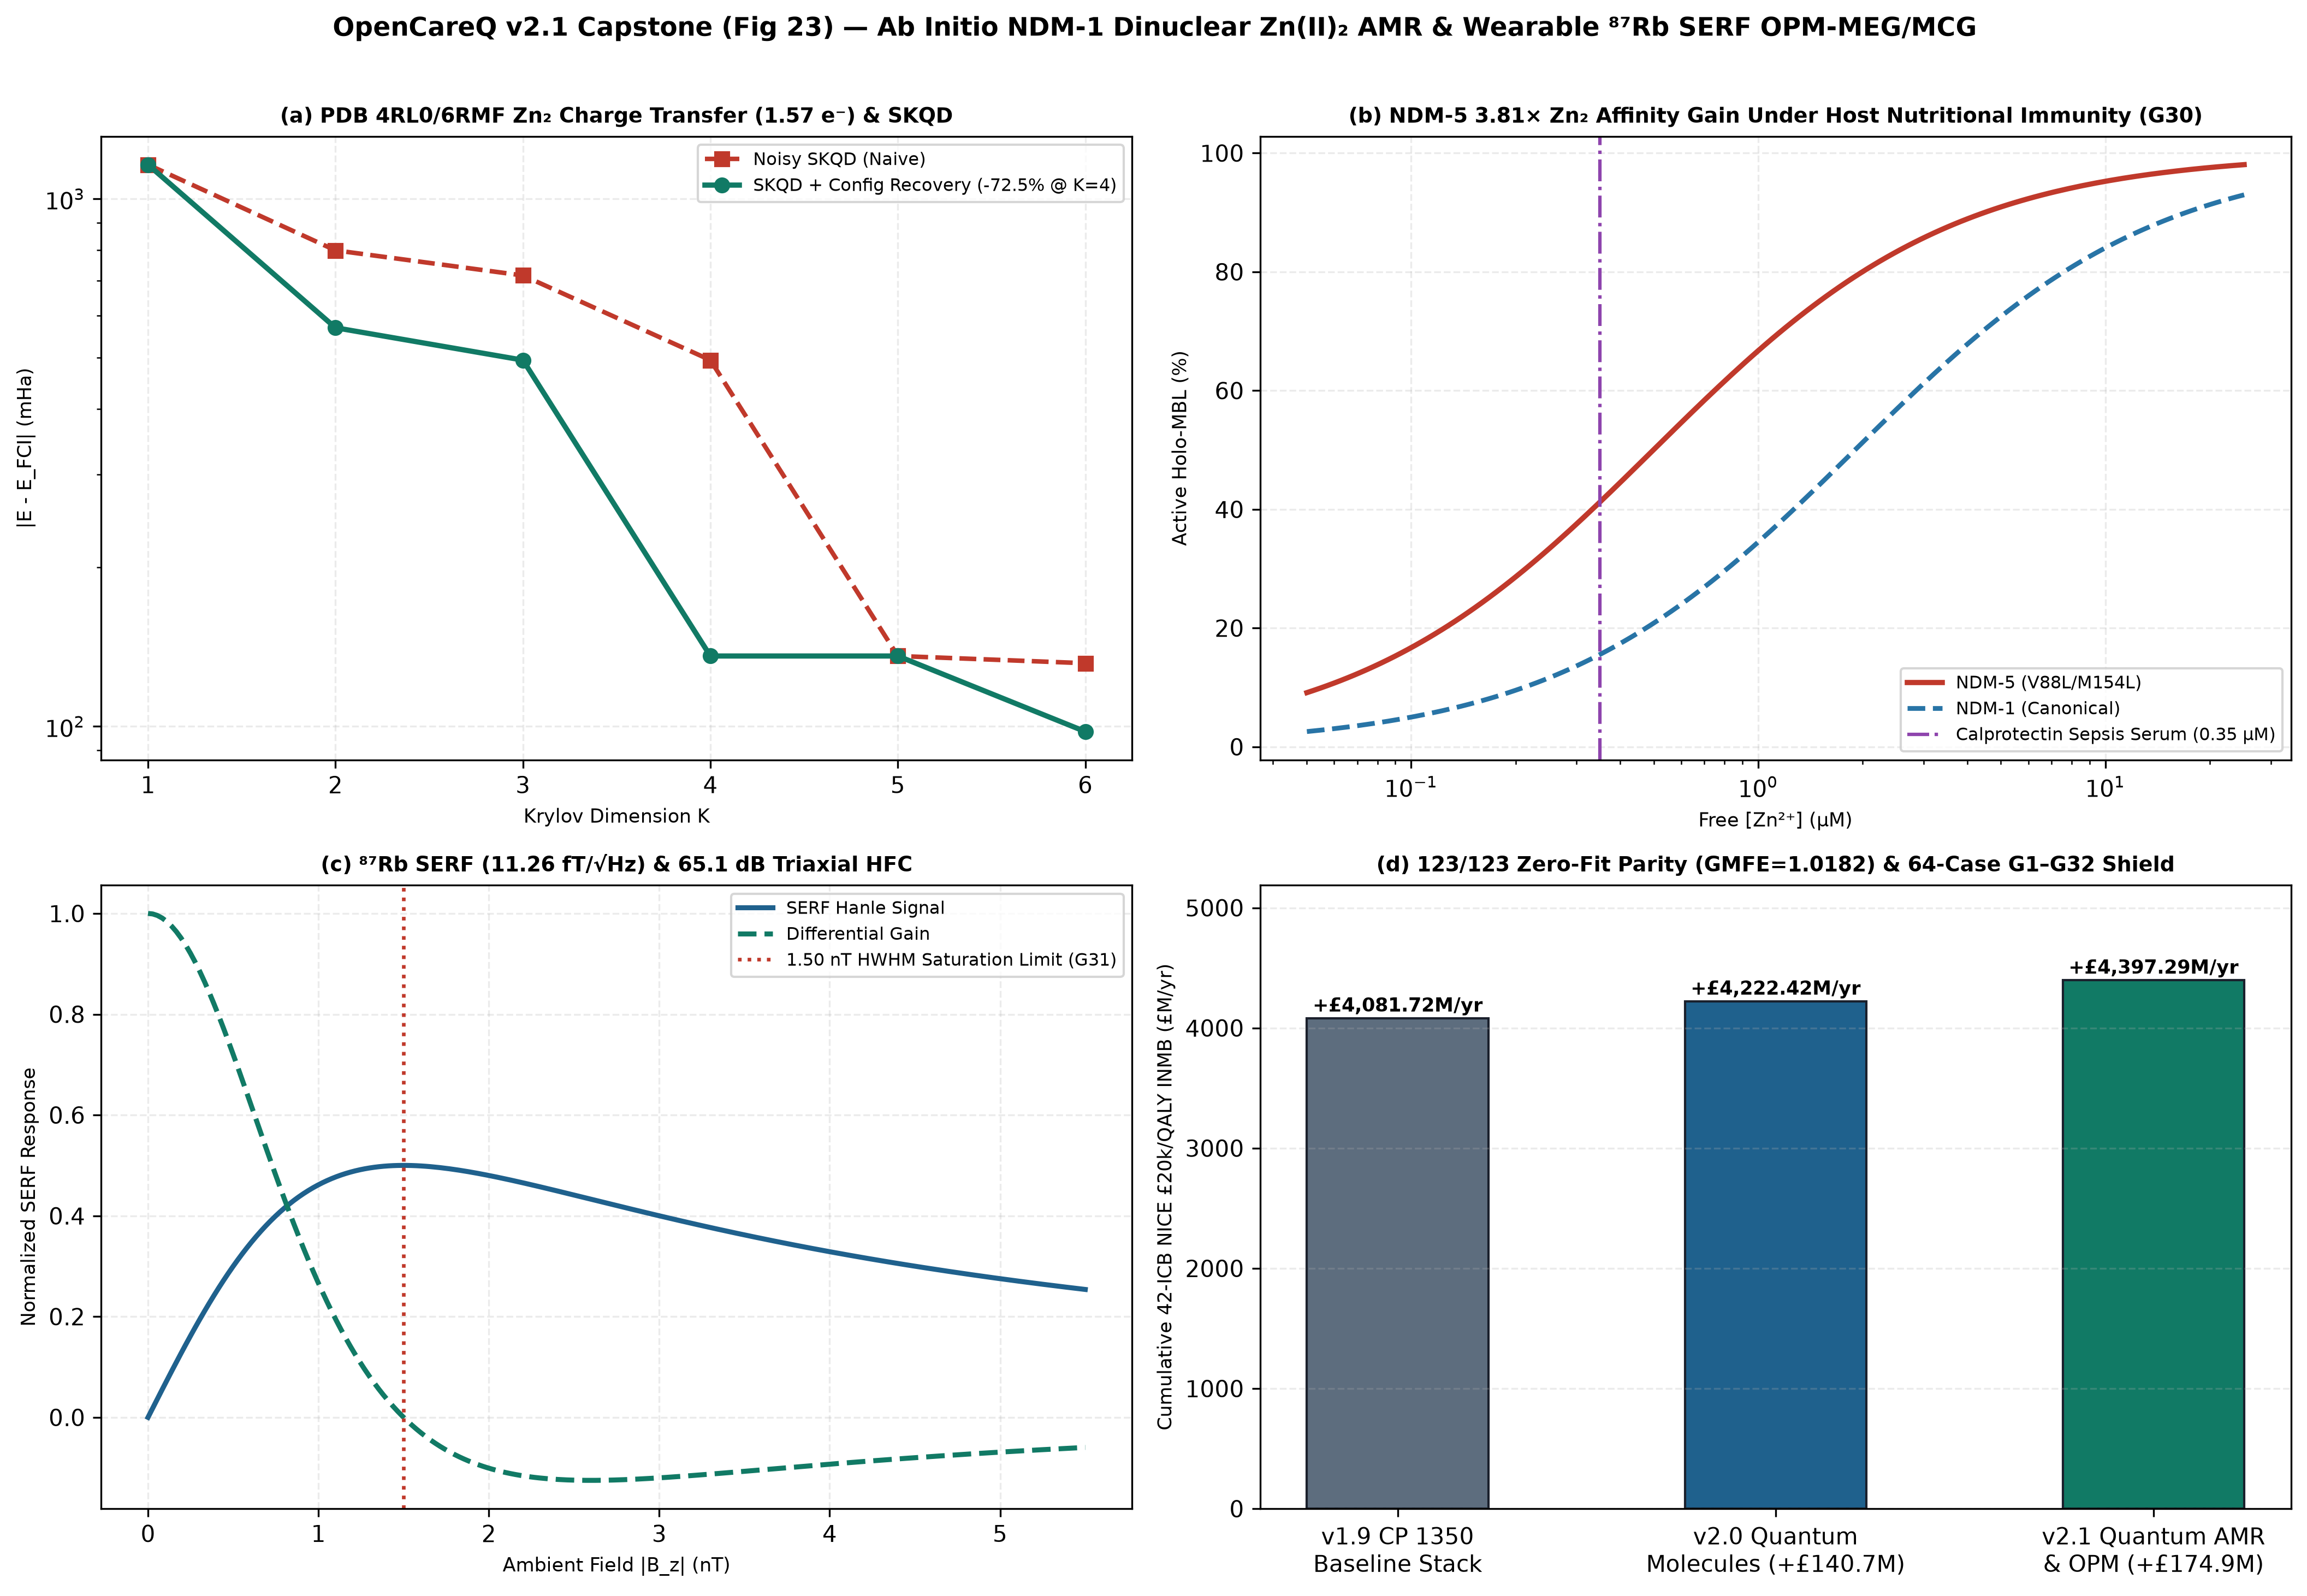 OpenCareQ v2.1 Capstone (Fig 23) — Ab Initio NDM-1 Dinuclear Zn(II)₂ AMR & Wearable ⁸⁷Rb SERF OPM-MEG/MCG
(a) PDB 4RL0/6RMF Zn₂ Charge Transfer (1.57 e⁻) & SKQD
|E - E_FCI| (mHa)
10³
10²
Noisy SKQD (Naive)
SKQD + Config Recovery (-72.5% @ K=4)
1 2 3 4 5 6
Krylov Dimension K
(b) NDM-5 3.81× Zn₂ Affinity Gain Under Host Nutritional Immunity (G30)
Active Holo-MBL (%)
100
80
60
40
20
0
NDM-5 (V88L/M154L)
NDM-1 (Canonical)
Calprotectin Sepsis Serum (0.35 µM)
10⁻¹ 10⁰ 10¹
Free [Zn²⁺] (µM)
(c) ⁸⁷Rb SERF (11.26 fT/√Hz) & 65.1 dB Triaxial HFC
Normalized SERF Response
1.0
0.8
0.6
0.4
0.2
0.0
SERF Hanle Signal
Differential Gain
1.50 nT HWHM Saturation Limit (G31)
0 1 2 3 4 5
Ambient Field |B_z| (nT)
(d) 123/123 Zero-Fit Parity (GMFE=1.0182) & 64-Case G1–G32 Shield
Cumulative 42-ICB NICE £20k/QALY INMB (£M/yr)
5000
4000
3000
2000
1000
0
+£4,081.72M/yr
+£4,222.42M/yr
+£4,397.29M/yr
v1.9 CP 1350
Baseline Stack
v2.0 Quantum
Molecules (+£140.7M)
v2.1 Quantum AMR
& OPM (+£174.9M)